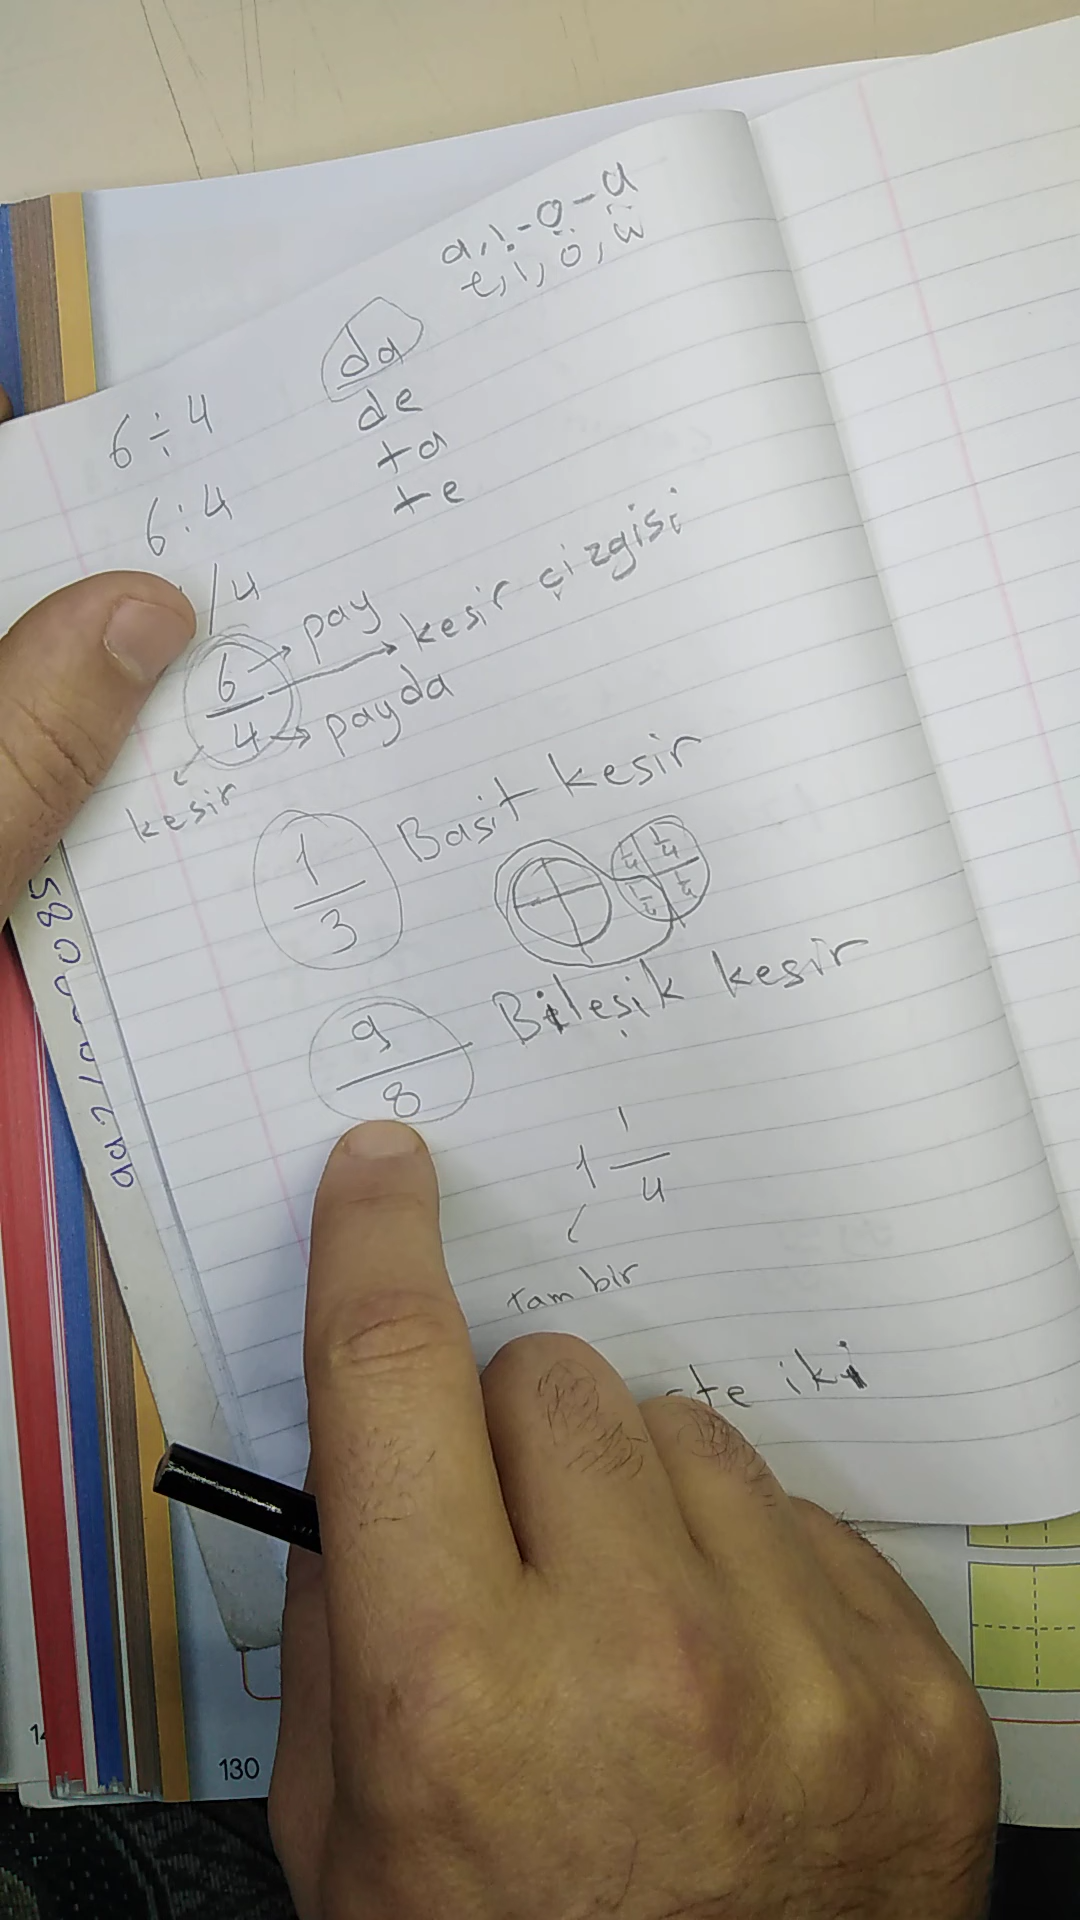 a, ı - o - u
e, i, ö, ü
da
de
ta
te
6 ÷ 4
6 : 4
/ 4
6 → pay
→ kesir çizgisi
4 → payda
kesir
1/3 Basit kesir
1/4 1/4
1/4 1/4
9/8 Bileşik kesir
1 1/4
Tam bir
te iki
130